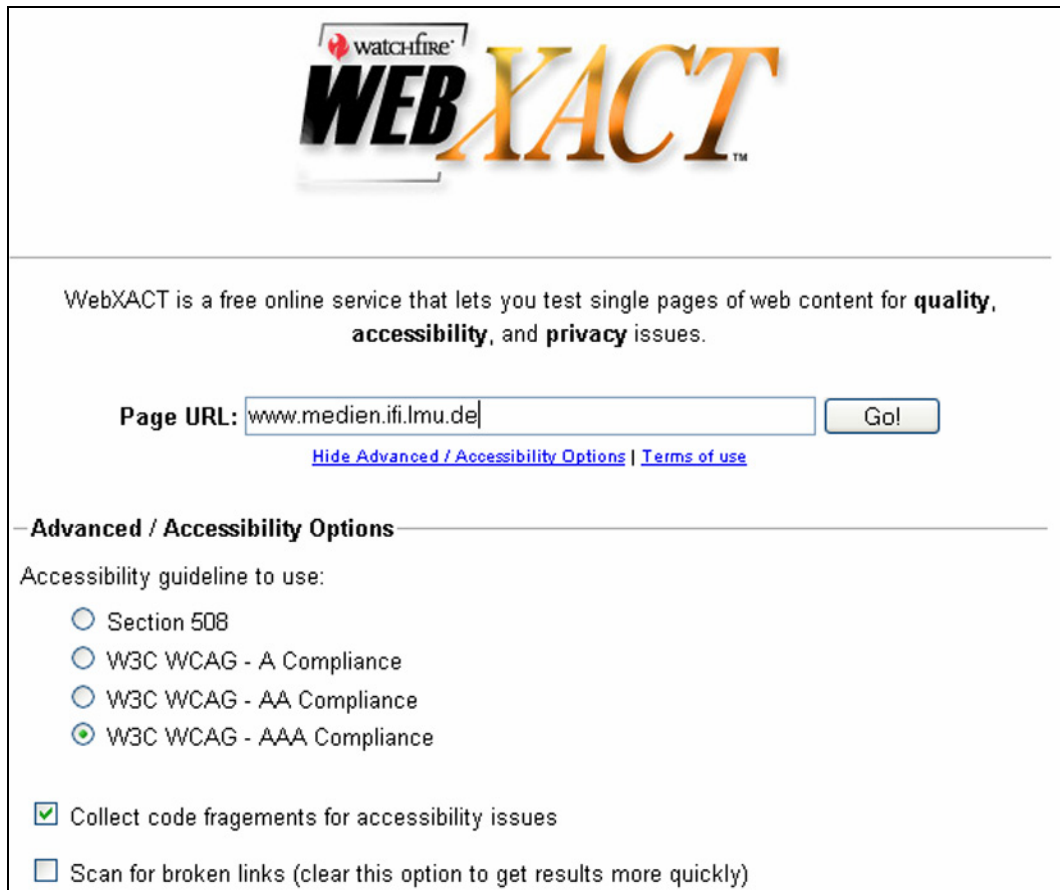 watchfire
WEBXACT™
WebXACT is a free online service that lets you test single pages of web content for quality,
accessibility, and privacy issues.
Page URL: www.medien.ifi.lmu.de Go!
Hide Advanced / Accessibility Options | Terms of use
Advanced / Accessibility Options
Accessibility guideline to use:
Section 508
W3C WCAG - A Compliance
W3C WCAG - AA Compliance
W3C WCAG - AAA Compliance
Collect code fragements for accessibility issues
Scan for broken links (clear this option to get results more quickly)